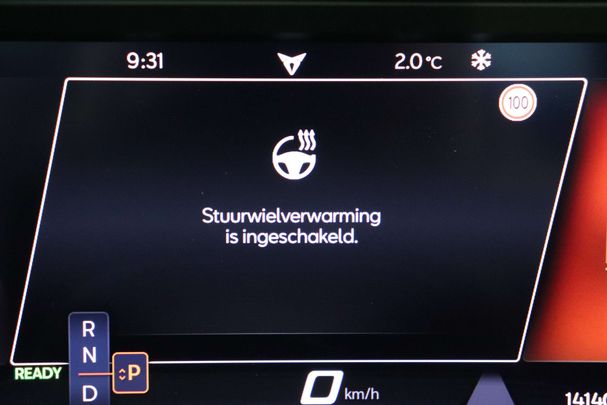 9:31 2.0°C
100
Stuurwielverwarming
is ingeschakeld.
R
N
READY P
D
0 km/h